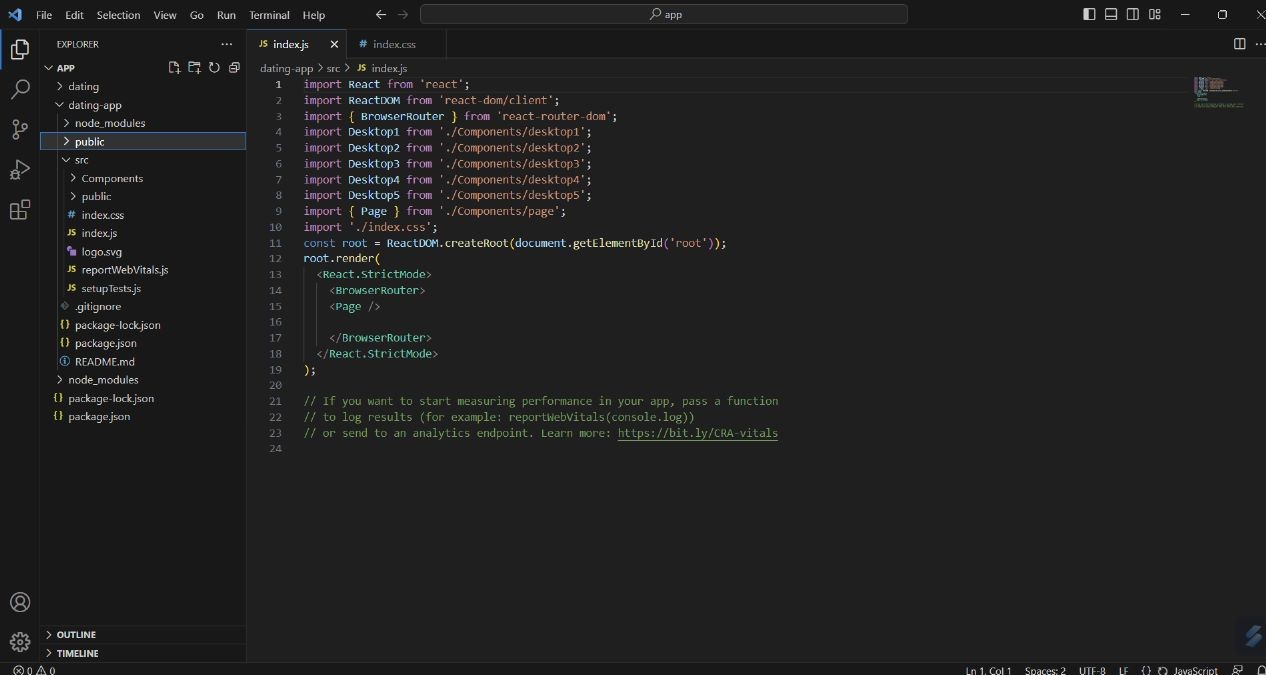 File Edit Selection View Go Run Terminal Help
app
EXPLORER
APP
dating
dating-app
node_modules
public
src
Components
public
# index.css
JS index.js
logo.svg
JS reportWebVitals.js
JS setupTests.js
.gitignore
{} package-lock.json
{} package.json
README.md
node_modules
{} package-lock.json
{} package.json
OUTLINE
TIMELINE
JS index.js
# index.css
dating-app > src > JS index.js
1 import React from 'react';
2 import ReactDOM from 'react-dom/client';
3 import { BrowserRouter } from 'react-router-dom';
4 import Desktop1 from './Components/desktop1';
5 import Desktop2 from './Components/desktop2';
6 import Desktop3 from './Components/desktop3';
7 import Desktop4 from './Components/desktop4';
8 import Desktop5 from './Components/desktop5';
9 import { Page } from './Components/page';
10 import './index.css';
11 const root = ReactDOM.createRoot(document.getElementById('root'));
12 root.render(
13 <React.StrictMode>
14 <BrowserRouter>
15 <Page />
16
17 </BrowserRouter>
18 </React.StrictMode>
19 );
20
21 // If you want to start measuring performance in your app, pass a function
22 // to log results (for example: reportWebVitals(console.log))
23 // or send to an analytics endpoint. Learn more: https://bit.ly/CRA-vitals
24
0 0
Ln 1, Col 1 Spaces: 2 UTF-8 LF {} JavaScript